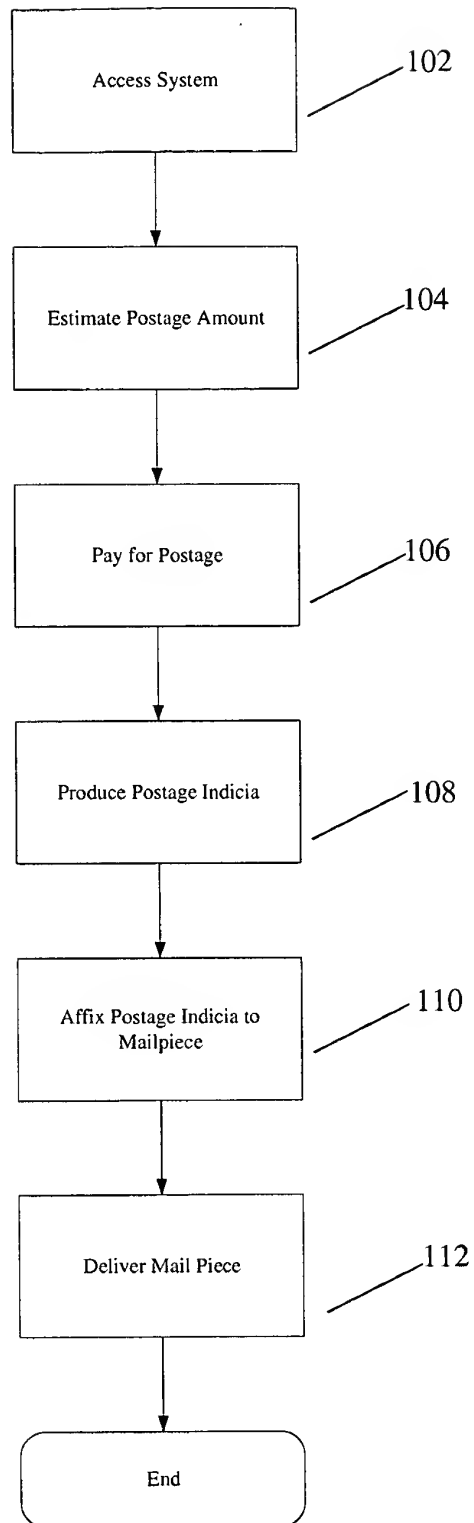 Access System
102
Estimate Postage Amount
104
Pay for Postage
106
Produce Postage Indicia
108
Affix Postage Indicia to
Mailpiece
110
Deliver Mail Piece
112
End